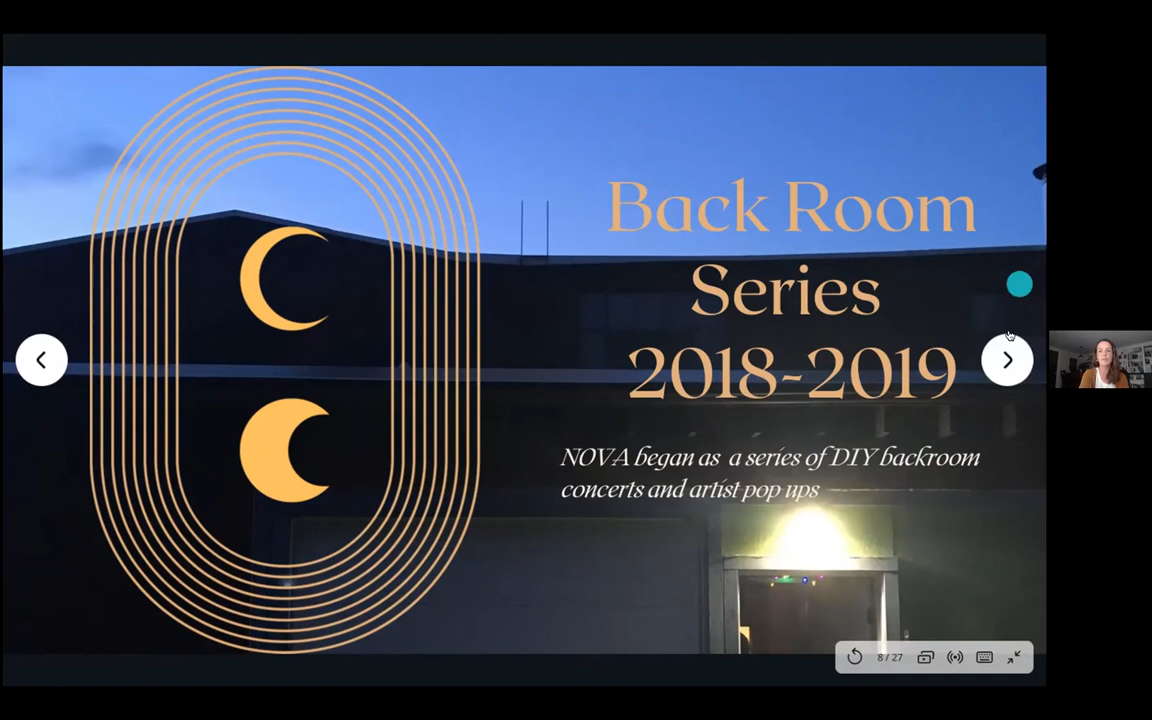 Back Room
Series
2018-2019
NOVA began as a series of DIY backroom
concerts and artist pop ups
8 / 27